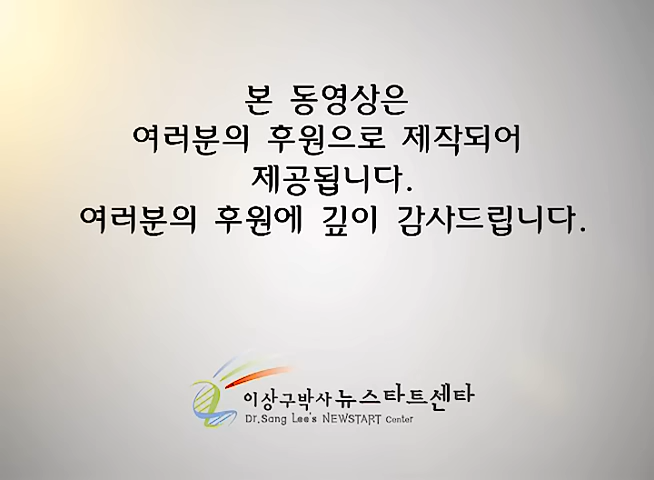 본 동영상은
여러분의 후원으로 제작되어
제공됩니다.
여러분의 후원에 깊이 감사드립니다.
이상구박사 뉴스타트센타
Dr.Sang Lee's NEWSTART Center